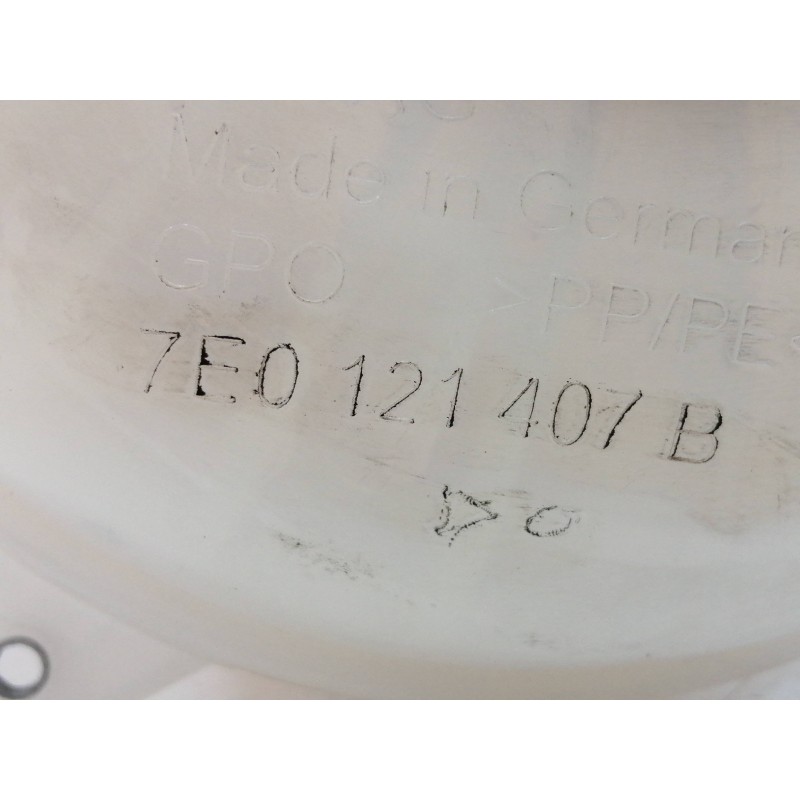 Made in German
GPO >PP/PE<
7E0 121 407 B